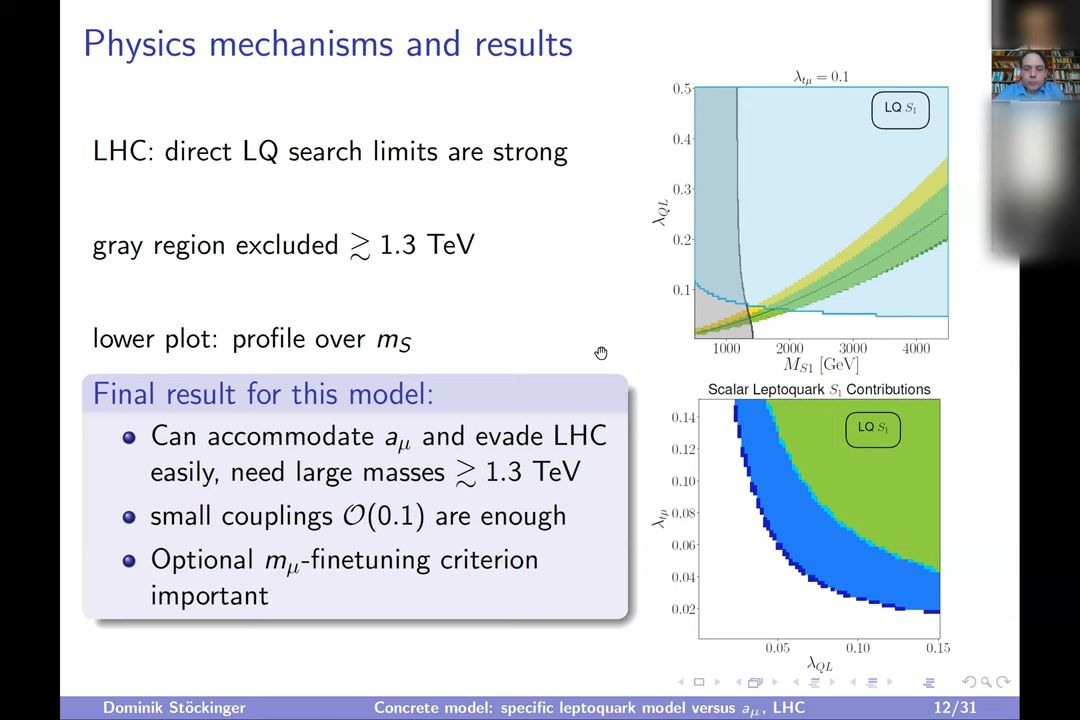 Physics mechanisms and results
LHC: direct LQ search limits are strong
gray region excluded ≳ 1.3 TeV
lower plot: profile over m_S
Final result for this model:
Can accommodate a_μ and evade LHC
easily, need large masses ≳ 1.3 TeV
small couplings O(0.1) are enough
Optional m_μ-finetuning criterion
important
λ_tμ = 0.1
LQ S_1
0.5
0.4
0.3
0.2
0.1
λ_QL
1000 2000 3000 4000
M_S1 [GeV]
Scalar Leptoquark S_1 Contributions
LQ S_1
0.14
0.12
0.10
0.08
0.06
0.04
0.02
λ_tμ
0.05 0.10 0.15
λ_QL
Dominik Stöckinger Concrete model: specific leptoquark model versus a_μ, LHC 12/31